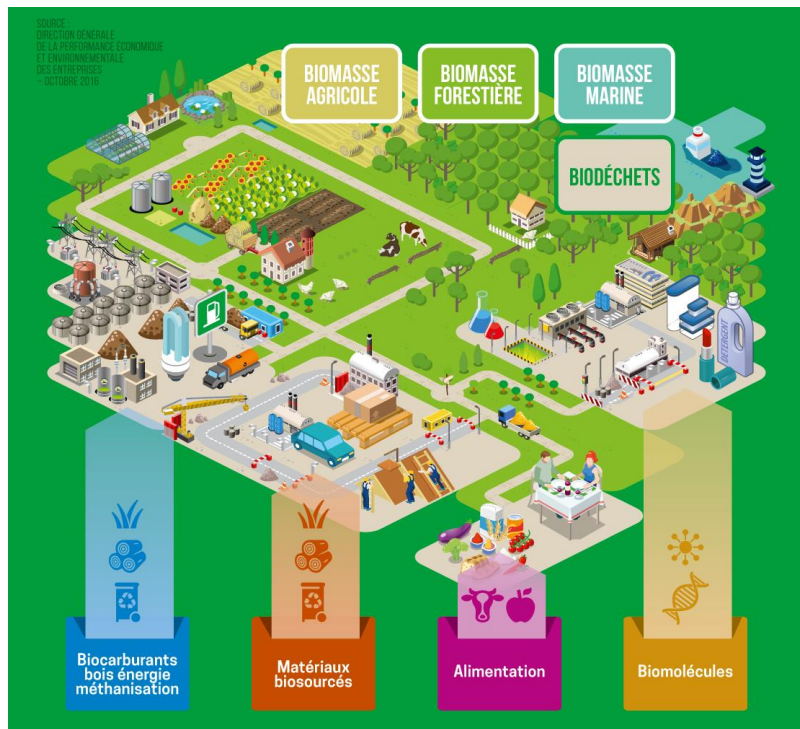 SOURCE :
DIRECTION GÉNÉRALE
DE LA PERFORMANCE ÉCONOMIQUE
ET ENVIRONNEMENTALE
DES ENTREPRISES
– OCTOBRE 2016
BIOMASSE
AGRICOLE
BIOMASSE
FORESTIÈRE
BIOMASSE
MARINE
BIODÉCHETS
DETERGENT
Biocarburants
bois énergie
méthanisation
Matériaux
biosourcés
Alimentation
Biomolécules